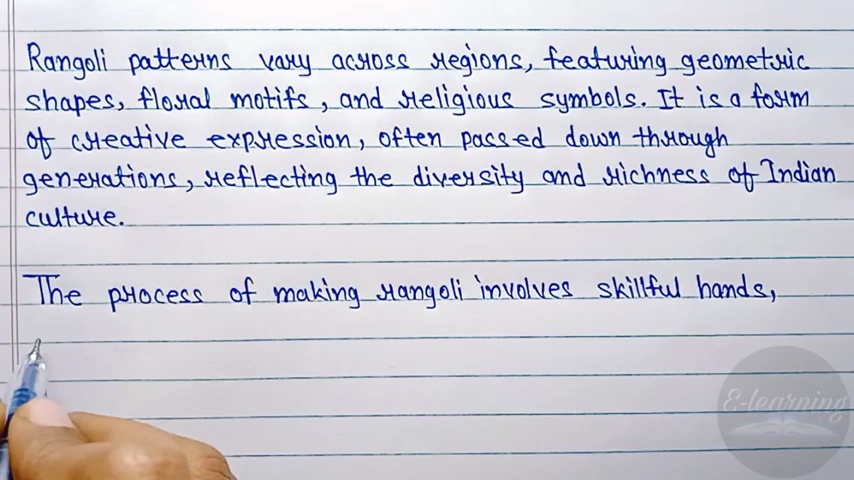 Rangoli patterns vary across regions, featuring geometric
shapes, floral motifs, and religious symbols. It is a form
of creative expression, often passed down through
generations, reflecting the diversity and richness of Indian
culture.
The process of making rangoli involves skillful hands,
E-learning